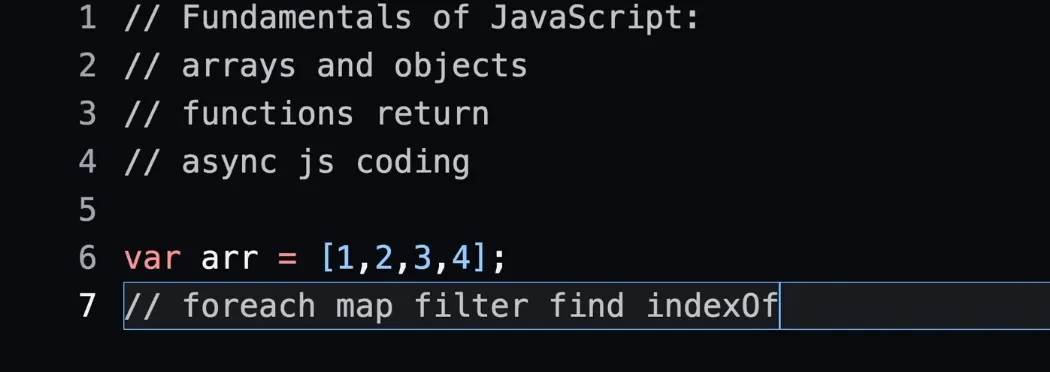 1 // Fundamentals of JavaScript:
2 // arrays and objects
3 // functions return
4 // async js coding
5
6 var arr = [1,2,3,4];
7 // foreach map filter find indexOf